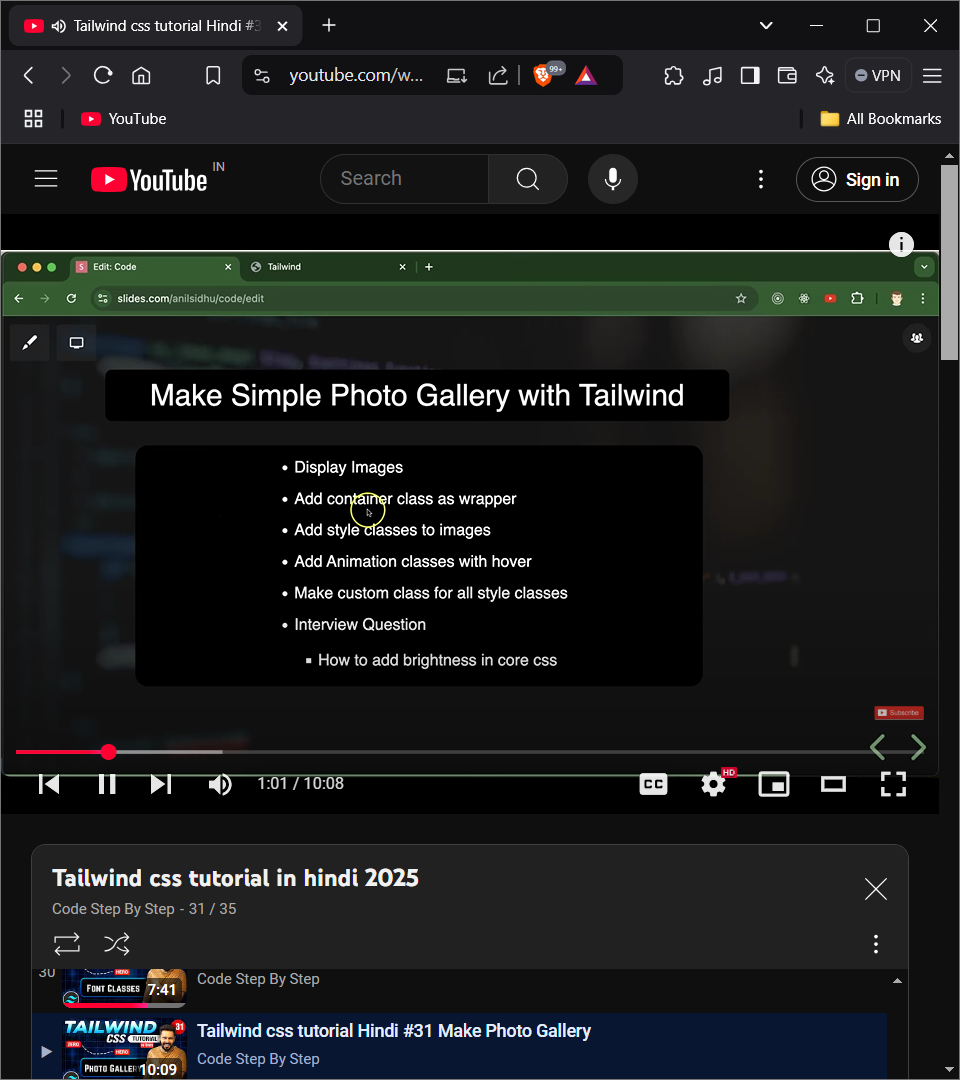 Tailwind css tutorial Hindi #3
youtube.com/w...
99+
VPN
YouTube
All Bookmarks
YouTube IN
Search
Sign in
Edit: Code
Tailwind
slides.com/anilsidhu/code/edit
Make Simple Photo Gallery with Tailwind
• Display Images
• Add container class as wrapper
• Add style classes to images
• Add Animation classes with hover
• Make custom class for all style classes
• Interview Question
▪ How to add brightness in core css
Subscribe
1:01 / 10:08
CC
HD
Tailwind css tutorial in hindi 2025
Code Step By Step - 31 / 35
30
HERO
FONT CLASSES
7:41
Code Step By Step
TAILWIND
31
CSS TUTORIAL
ZERO
HERO
PHOTO GALLERY
10:09
Tailwind css tutorial Hindi #31 Make Photo Gallery
Code Step By Step